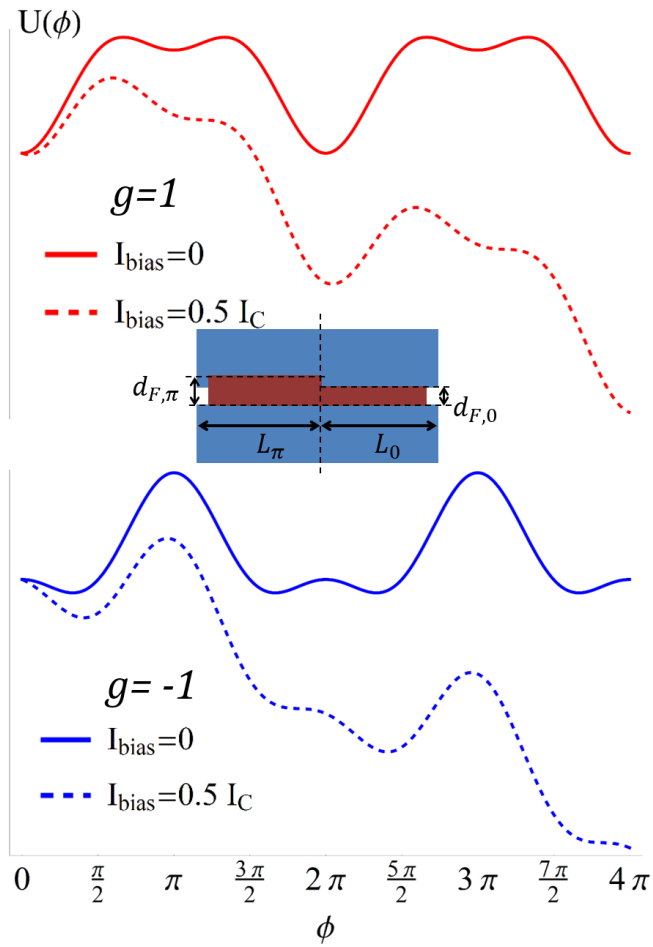 U(ϕ)
g=1
I_bias=0
I_bias=0.5 I_C
d_F,π
d_F,0
L_π
L_0
g= -1
I_bias=0
I_bias=0.5 I_C
0 π/2 π 3π/2 2π 5π/2 3π 7π/2 4π
ϕ